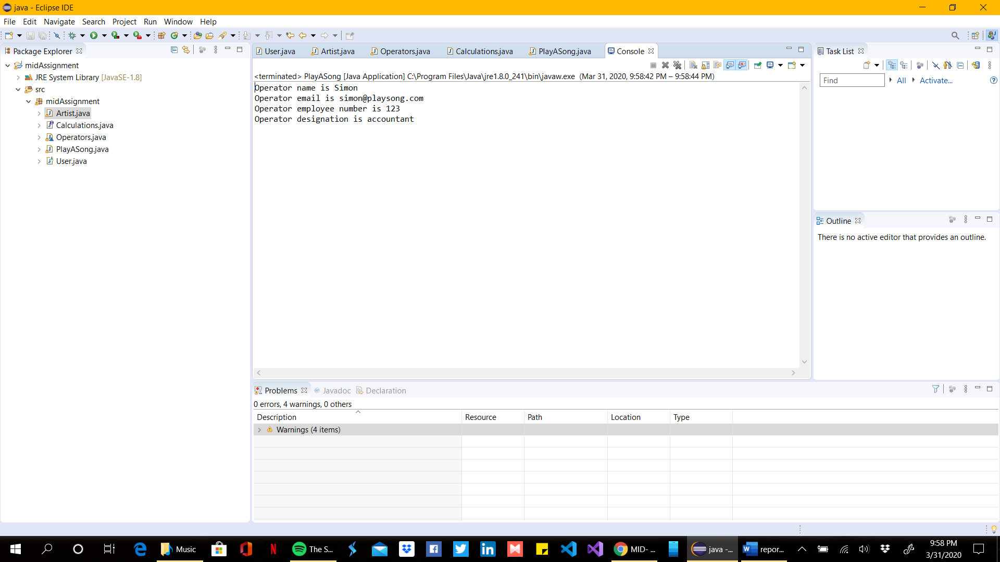 java - Eclipse IDE
File Edit Navigate Search Project Run Window Help
Package Explorer
midAssignment
JRE System Library [JavaSE-1.8]
src
midAssignment
Artist.java
Calculations.java
Operators.java
PlayASong.java
User.java
User.java Artist.java Operators.java Calculations.java PlayASong.java Console
<terminated> PlayASong [Java Application] C:\Program Files\Java\jre1.8.0_241\bin\javaw.exe (Mar 31, 2020, 9:58:42 PM – 9:58:44 PM)
Operator name is Simon
Operator email is simon@playsong.com
Operator employee number is 123
Operator designation is accountant
Task List
Find All Activate...
Outline
There is no active editor that provides an outline.
Problems Javadoc Declaration
0 errors, 4 warnings, 0 others
Description Resource Path Location Type
Warnings (4 items)
Music The S... MID- ... java -... repor... 9:58 PM
3/31/2020